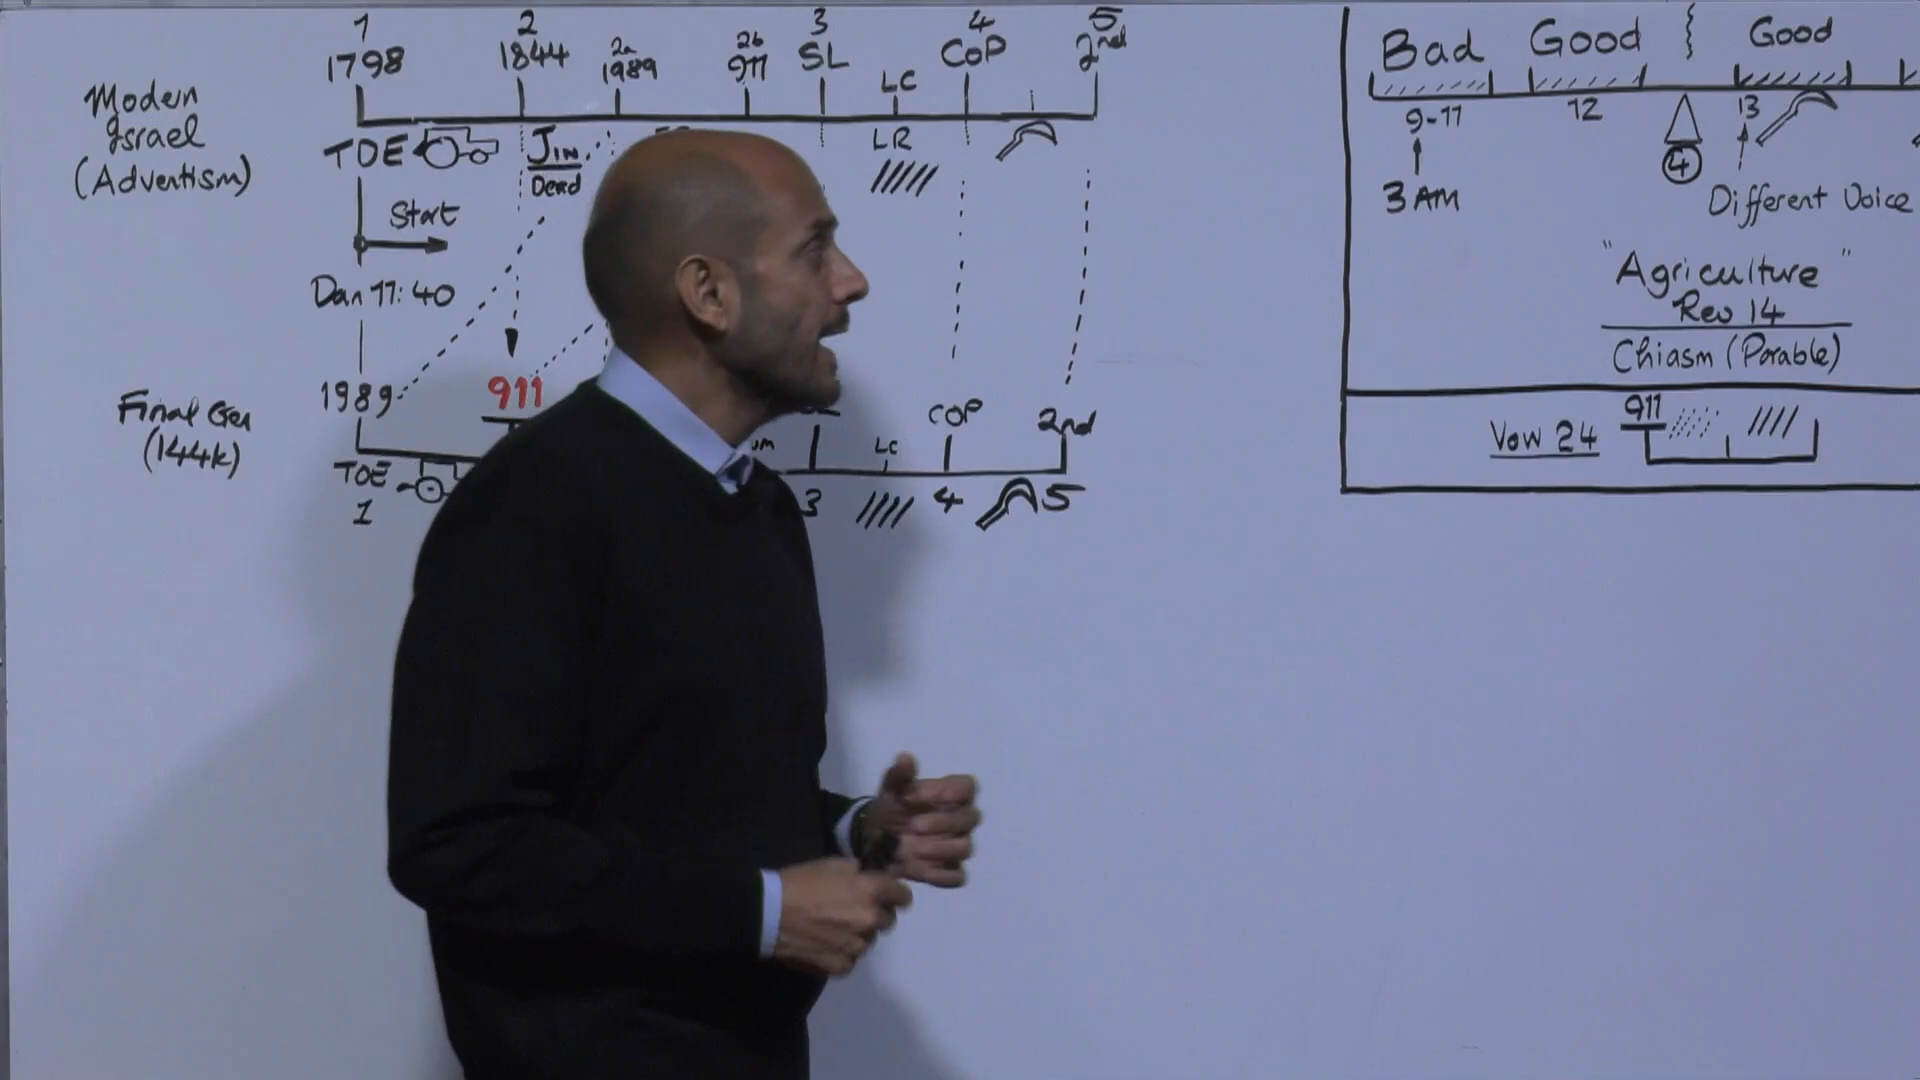 1 2 3 4 5
1798 1844 2a 1989 2b 911 SL LC CoP 2nd
Modern
Israel
(Adventism)
TOE JIN LR
Dead
Start
Dan 11:40
1989 911 COP 2nd
Final Gen
(144k)
LC
TOE
1 3 4 5
Bad Good Good
9-11 12 13
3 AM
4
Different Voice
"Agriculture"
Rev 14
Chiasm (Parable)
Vow 24 911